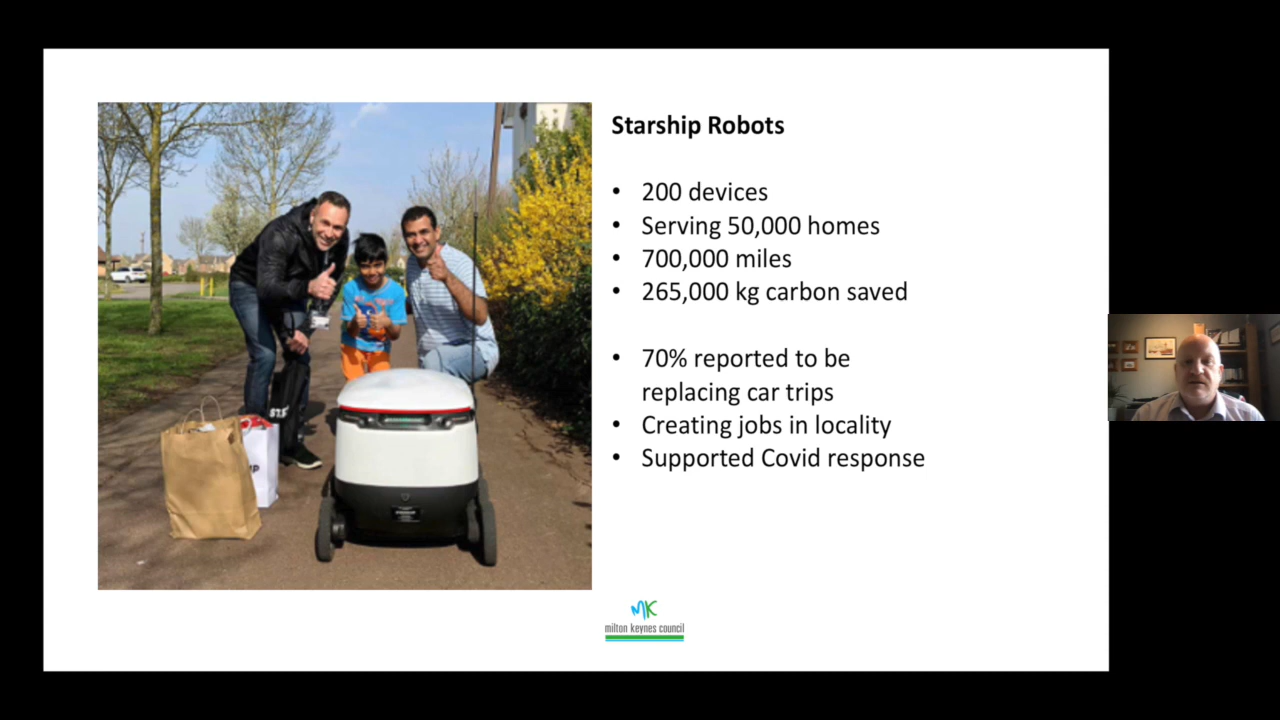 Starship Robots
• 200 devices
• Serving 50,000 homes
• 700,000 miles
• 265,000 kg carbon saved
• 70% reported to be
replacing car trips
• Creating jobs in locality
• Supported Covid response
MK
milton keynes council